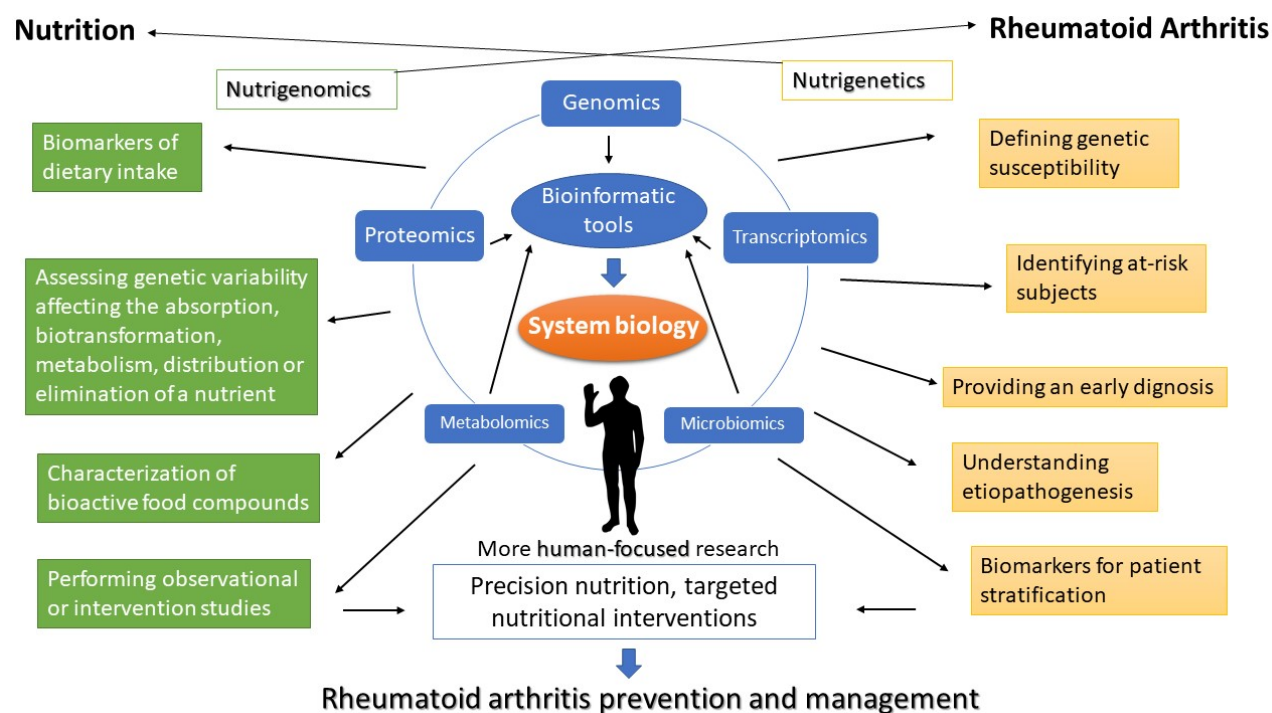 Nutrition
Rheumatoid Arthritis
Nutrigenomics
Nutrigenetics
Genomics
Biomarkers of
dietary intake
Defining genetic
susceptibility
Bioinformatic
tools
Proteomics
Transcriptomics
Assessing genetic variability
affecting the absorption,
biotransformation,
metabolism, distribution or
elimination of a nutrient
Identifying at-risk
subjects
System biology
Providing an early dignosis
Metabolomics
Microbiomics
Characterization of
bioactive food compounds
Understanding
etiopathogenesis
More human-focused research
Performing observational
or intervention studies
Precision nutrition, targeted
nutritional interventions
Biomarkers for patient
stratification
Rheumatoid arthritis prevention and management